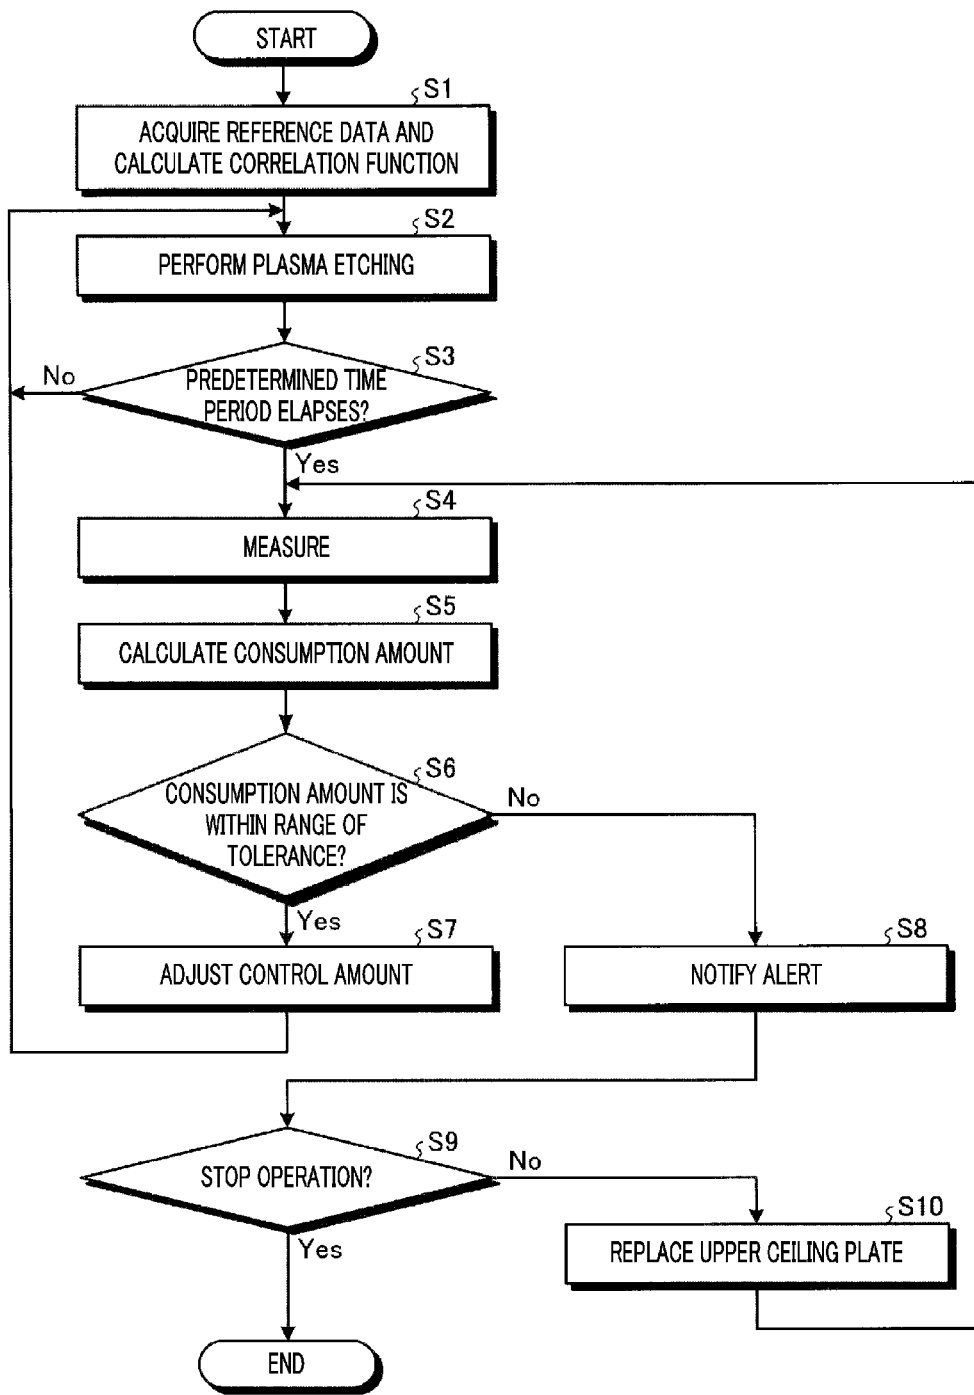 START
S1
ACQUIRE REFERENCE DATA AND
CALCULATE CORRELATION FUNCTION
S2
PERFORM PLASMA ETCHING
S3
No
PREDETERMINED TIME
PERIOD ELAPSES?
Yes
S4
MEASURE
S5
CALCULATE CONSUMPTION AMOUNT
S6
CONSUMPTION AMOUNT IS
WITHIN RANGE OF
TOLERANCE?
No
Yes
S7
ADJUST CONTROL AMOUNT
S8
NOTIFY ALERT
S9
STOP OPERATION?
No
Yes
S10
REPLACE UPPER CEILING PLATE
END